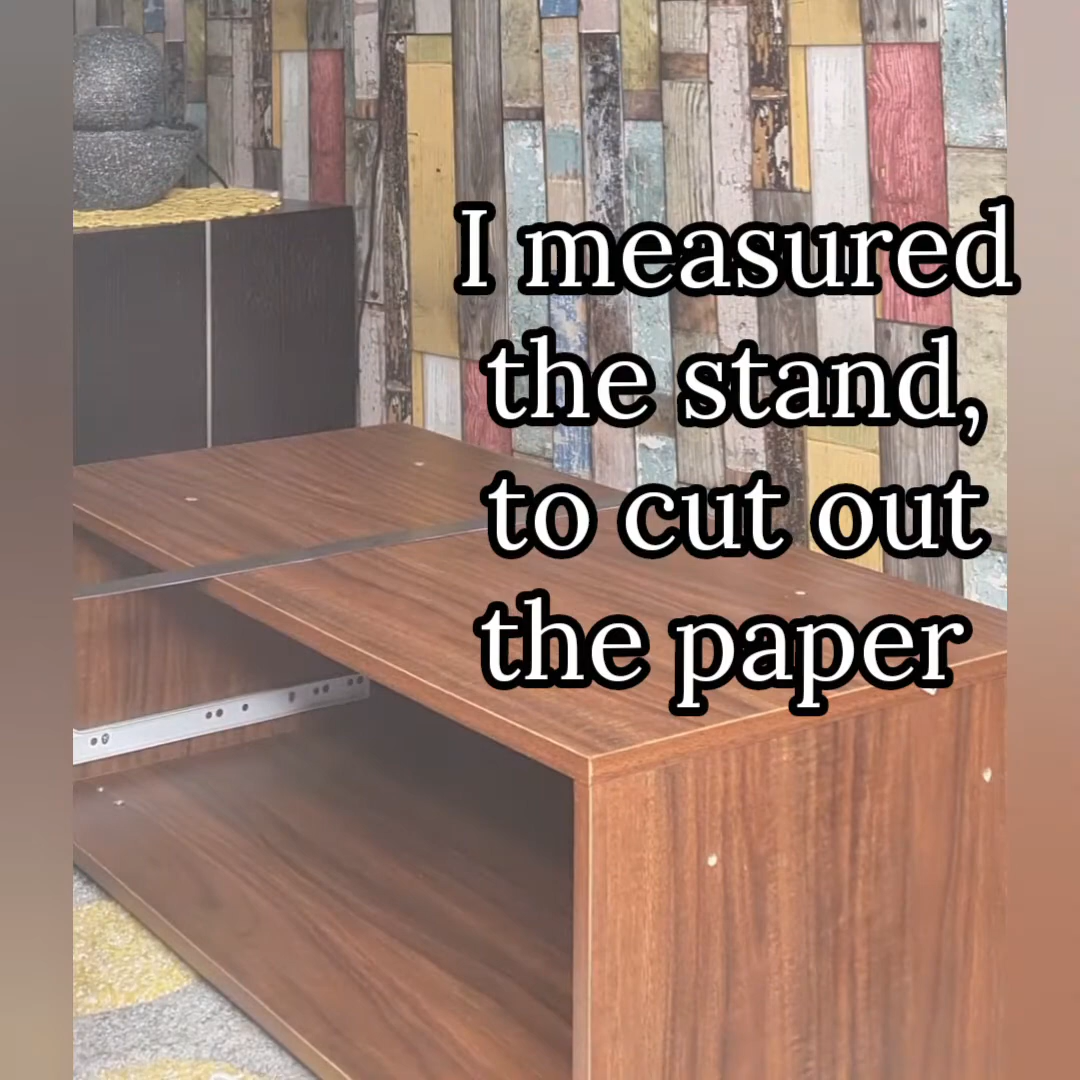 I measured
the stand,
to cut out
the paper